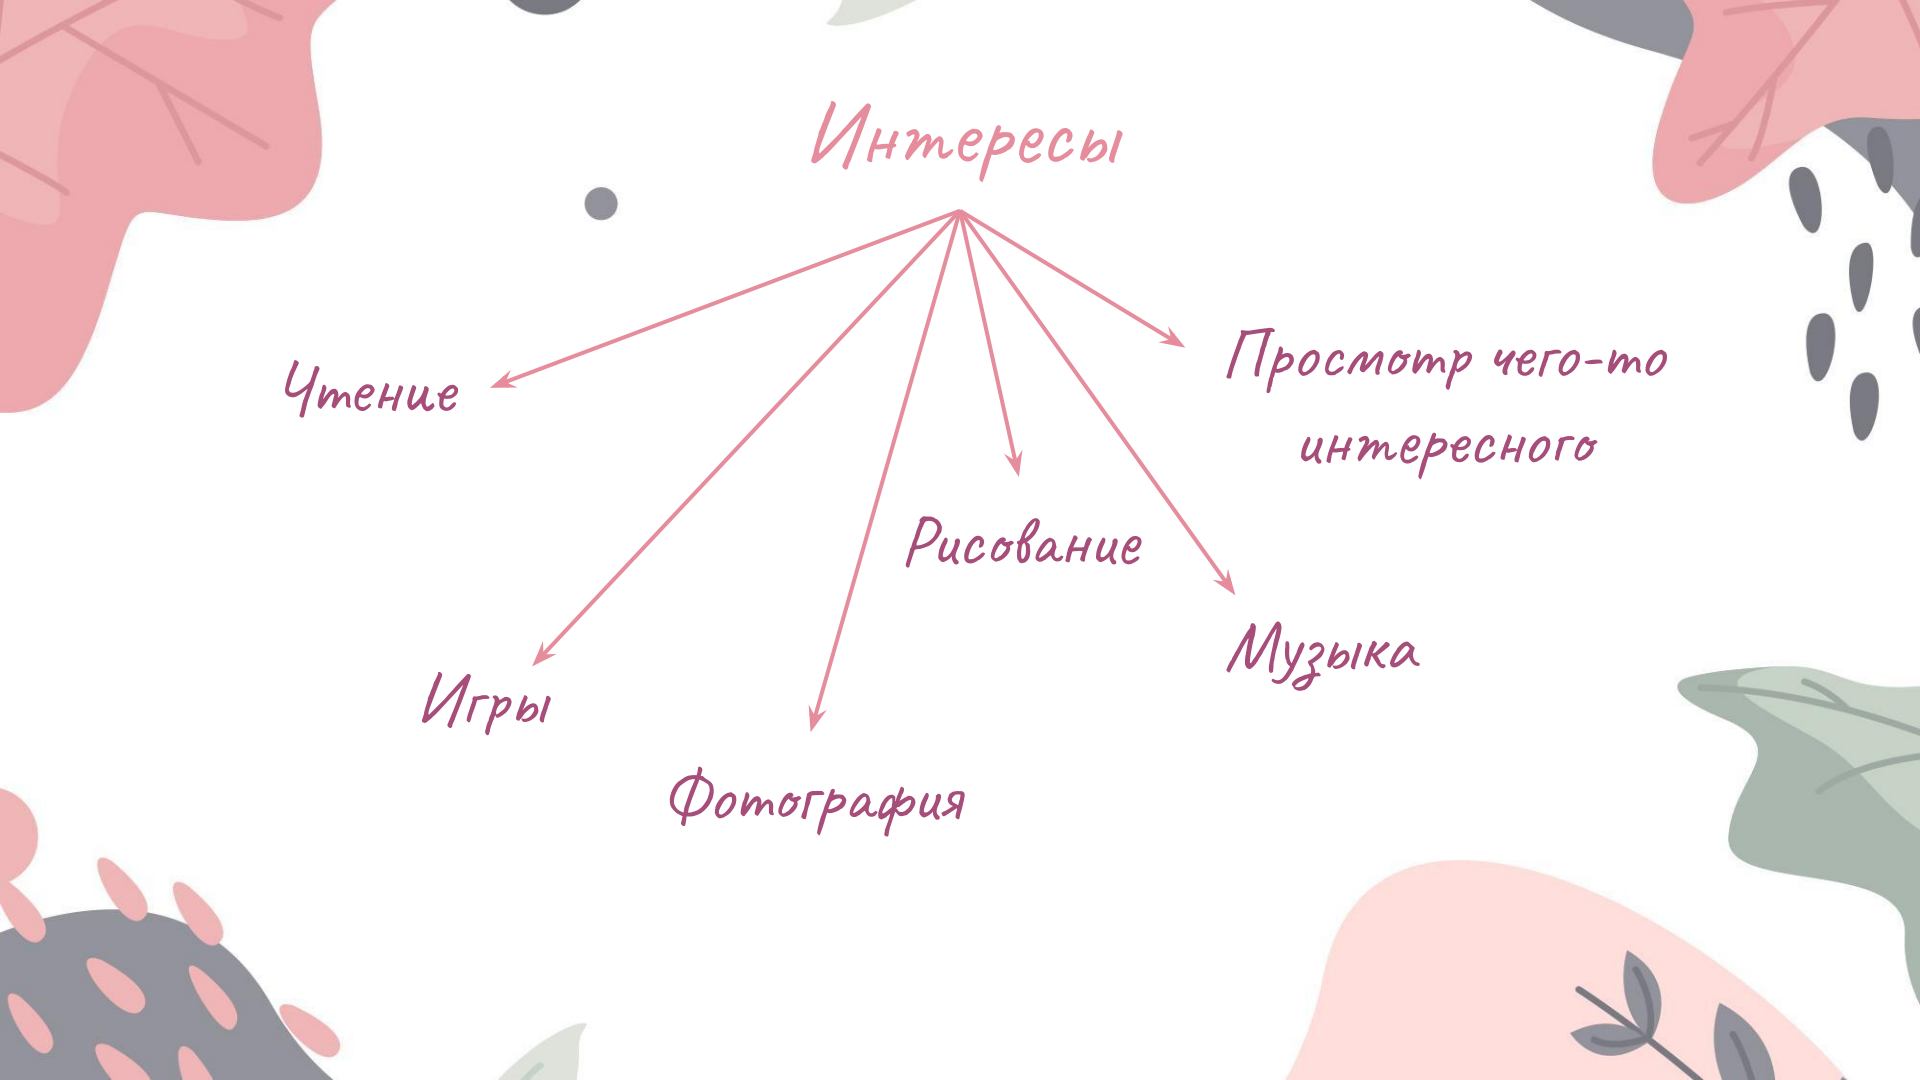 Интересы
Чтение
Просмотр чего-то
интересного
Рисование
Музыка
Игры
Фотография